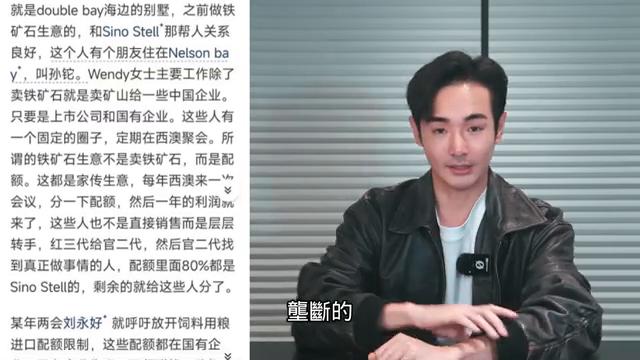 就是double bay海边的别墅，之前做铁
矿石生意的，和Sino Stell那帮人关系
良好，这个人有个朋友住在Nelson ba
y，叫孙铊。Wendy女士主要工作除了
卖铁矿石就是卖矿山给一些中国企业。
只要是上市公司和国有企业。这些人有
一个固定的圈子，定期在西澳聚会。所
谓的铁矿石生意不是卖铁矿石，而是配
额。这都是家传生意，每年西澳来一次
会议，分一下配额，然后一年的利润就
来了，这些人也不是直接销售而是层层
转手，红三代给官二代，然后官二代找
到真正做事情的人，配额里面80%都是
Sino Stell的，剩余的就给这些人分了。
某年两会刘永好 就呼吁放开饲料用粮
进口配额限制，这些配额都在国有企
壟斷的